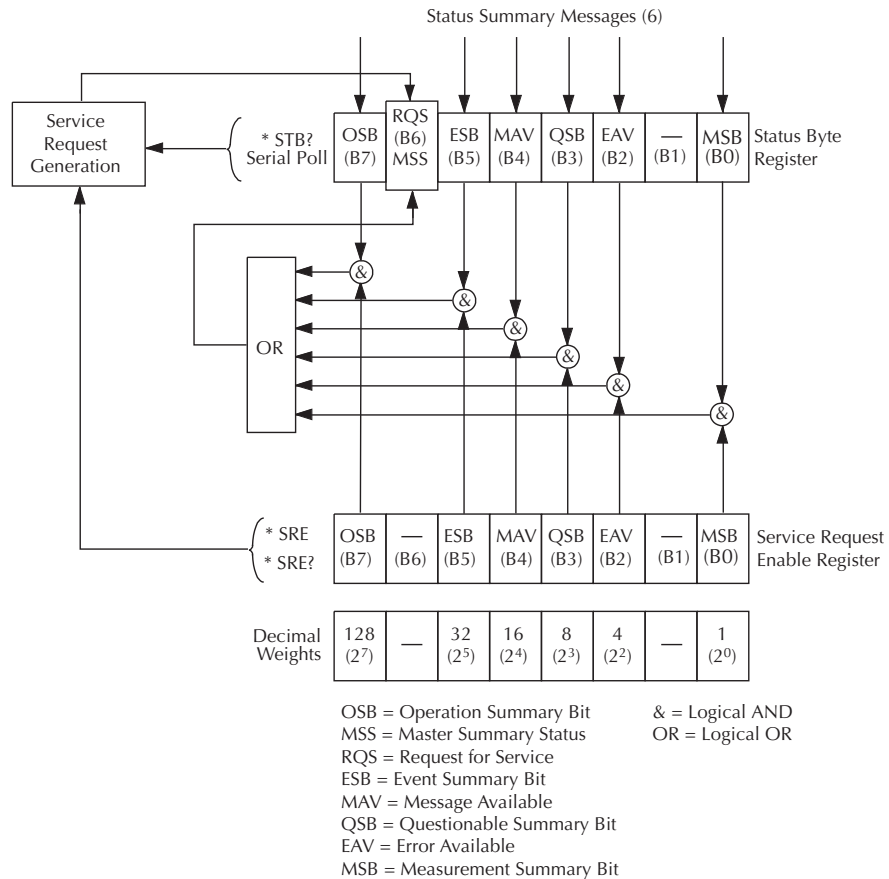 Status Summary Messages (6)
Service
Request
Generation
* STB?
Serial Poll
OSB
(B7)
RQS
(B6)
MSS
ESB
(B5)
MAV
(B4)
QSB
(B3)
EAV
(B2)
—
(B1)
MSB
(B0)
Status Byte
Register
&
&
&
&
&
&
OR
* SRE
* SRE?
OSB
(B7)
—
(B6)
ESB
(B5)
MAV
(B4)
QSB
(B3)
EAV
(B2)
—
(B1)
MSB
(B0)
Service Request
Enable Register
Decimal
Weights
128
(2⁷)
—
32
(2⁵)
16
(2⁴)
8
(2³)
4
(2²)
—
1
(2⁰)
OSB = Operation Summary Bit
MSS = Master Summary Status
RQS = Request for Service
ESB = Event Summary Bit
MAV = Message Available
QSB = Questionable Summary Bit
EAV = Error Available
MSB = Measurement Summary Bit
& = Logical AND
OR = Logical OR